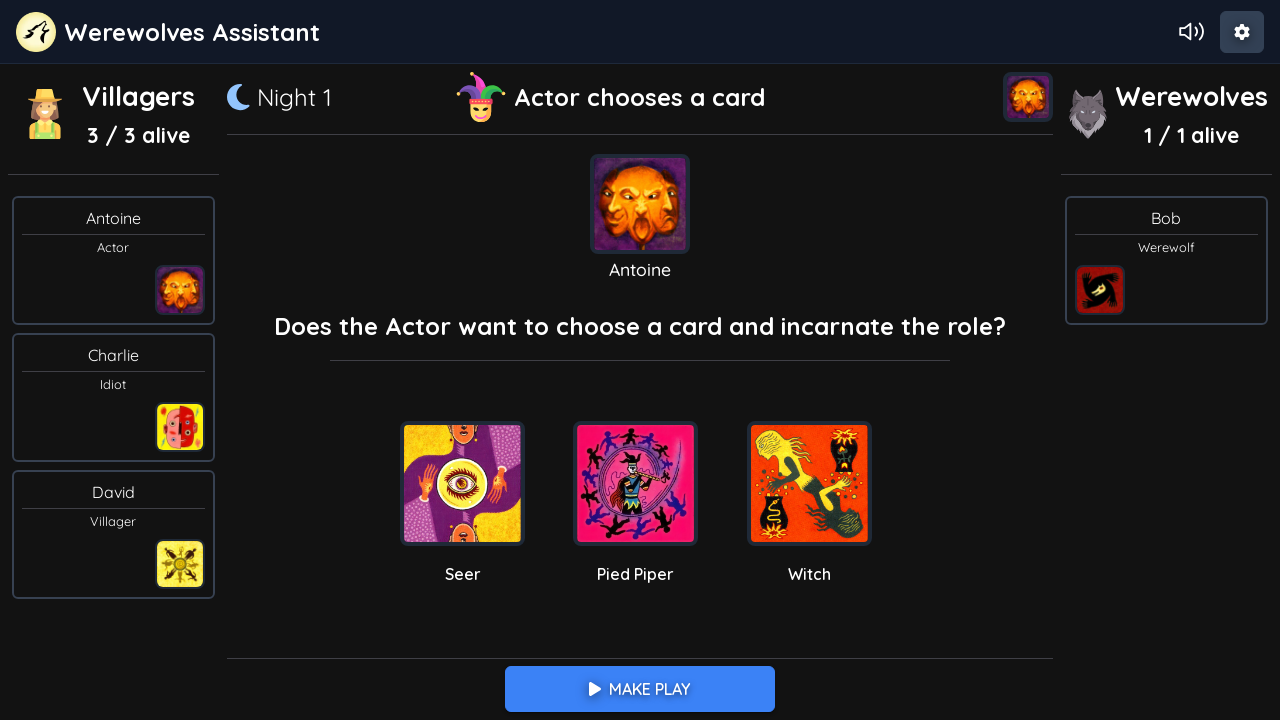 Werewolves Assistant
Villagers
3 / 3 alive
Night 1
Actor chooses a card
Werewolves
1 / 1 alive
Antoine
Actor
Charlie
Idiot
David
Villager
Antoine
Does the Actor want to choose a card and incarnate the role?
Seer
Pied Piper
Witch
MAKE PLAY
Bob
Werewolf